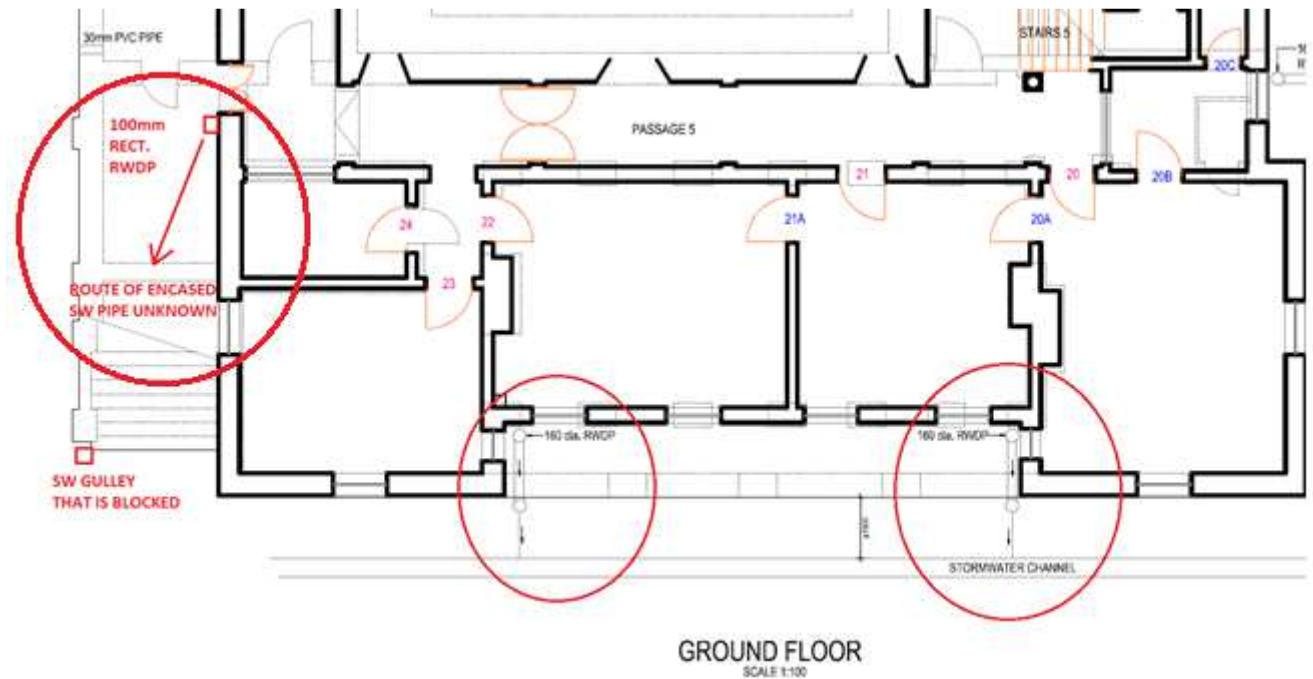 30mm PVC PIPE
STAIRS 5
20C
100mm
RECT.
RWDP
PASSAGE 5
21
20
20B
24
22
21A
20A
23
ROUTE OF ENCASED
SW PIPE UNKNOWN
160 dia. RWDP
160 dia. RWDP
SW GULLEY
THAT IS BLOCKED
STORMWATER CHANNEL
GROUND FLOOR
SCALE 1:100